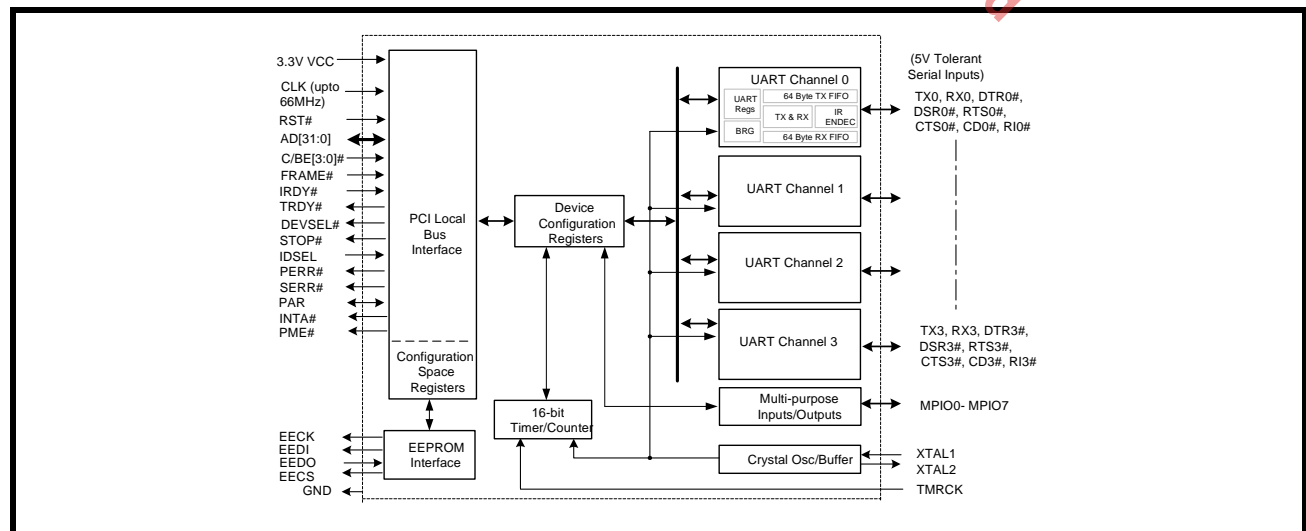 3.3V VCC
CLK (upto
66MHz)
RST#
AD[31:0]
C/BE[3:0]#
FRAME#
IRDY#
TRDY#
DEVSEL#
STOP#
IDSEL
PERR#
SERR#
PAR
INTA#
PME#
EECK
EEDI
EEDO
EECS
GND
PCI Local
Bus
Interface
Configuration
Space
Registers
EEPROM
Interface
Device
Configuration
Registers
16-bit
Timer/Counter
UART Channel 0
UART
Regs
64 Byte TX FIFO
TX & RX
IR
ENDEC
BRG
64 Byte RX FIFO
UART Channel 1
UART Channel 2
UART Channel 3
Multi-purpose
Inputs/Outputs
Crystal Osc/Buffer
(5V Tolerant
Serial Inputs)
TX0, RX0, DTR0#,
DSR0#, RTS0#,
CTS0#, CD0#, RI0#
TX3, RX3, DTR3#,
DSR3#, RTS3#,
CTS3#, CD3#, RI3#
MPIO0- MPIO7
XTAL1
XTAL2
TMRCK